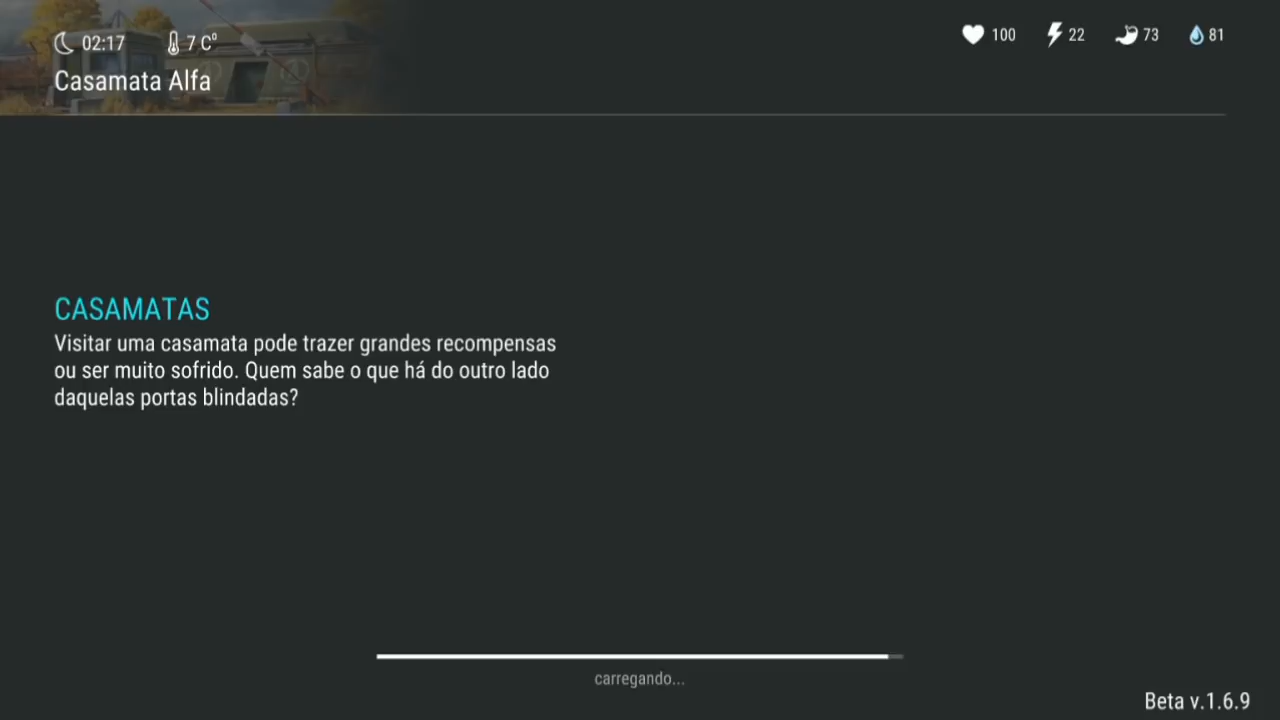 02:17 7 Cº
100 22 73 81
Casamata Alfa
CASAMATAS
Visitar uma casamata pode trazer grandes recompensas
ou ser muito sofrido. Quem sabe o que há do outro lado
daquelas portas blindadas?
carregando...
Beta v.1.6.9